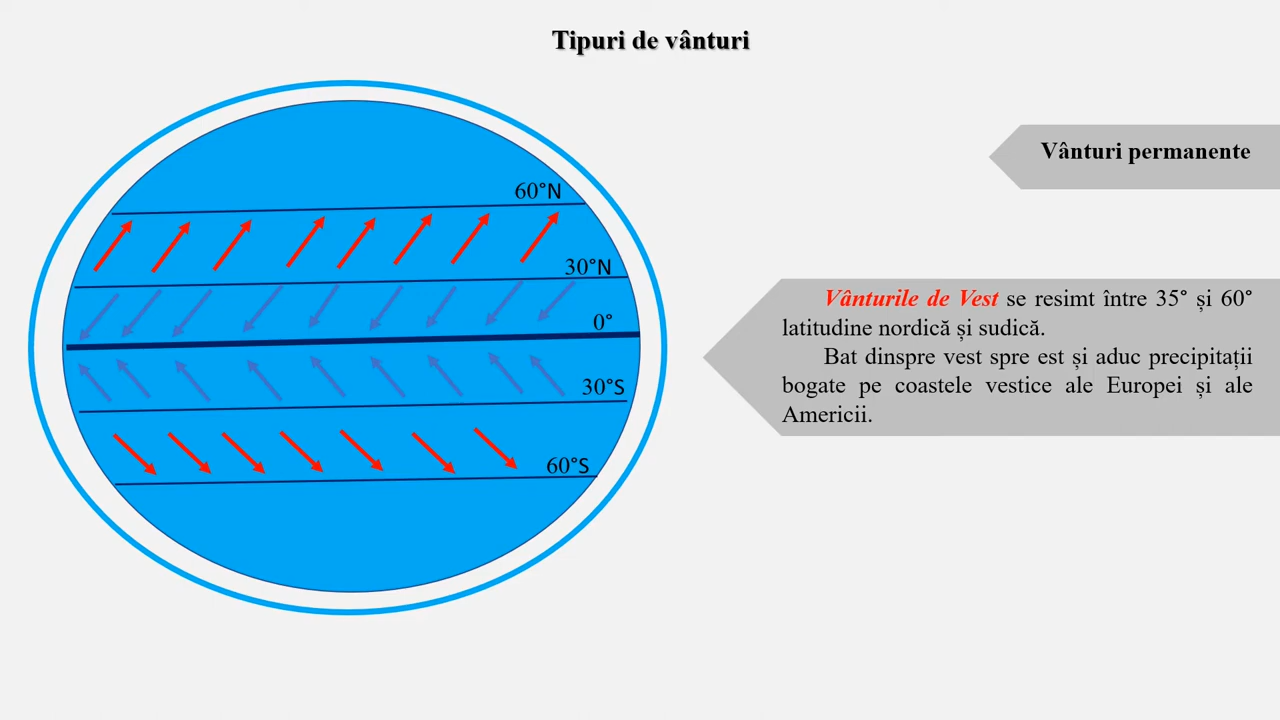 Tipuri de vânturi
60°N
30°N
0°
30°S
60°S
Vânturi permanente
Vânturile de Vest se resimt între 35° și 60°
latitudine nordică și sudică.
Bat dinspre vest spre est și aduc precipitații
bogate pe coastele vestice ale Europei și ale
Americii.